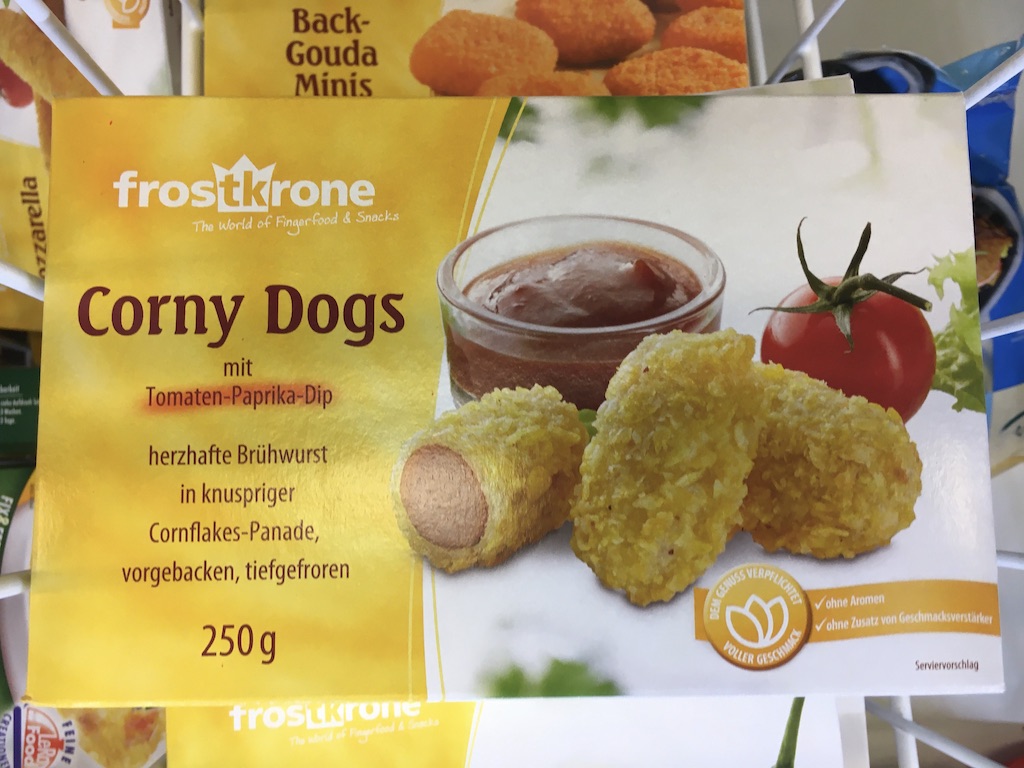 Back-
Gouda
Minis
frostkrone
The World of Fingerfood & Snacks
Corny Dogs
mit
Tomaten-Paprika-Dip
herzhafte Brühwurst
in knuspriger
Cornflakes-Panade,
vorgebacken, tiefgefroren
250 g
DEM GENUSS VERPFLICHTET
VOLLER GESCHMACK
✓ ohne Aromen
✓ ohne Zusatz von Geschmacksverstärker
Serviervorschlag
ozzarella
frostkrone
The World of Fingerfood & Snacks
FEINE